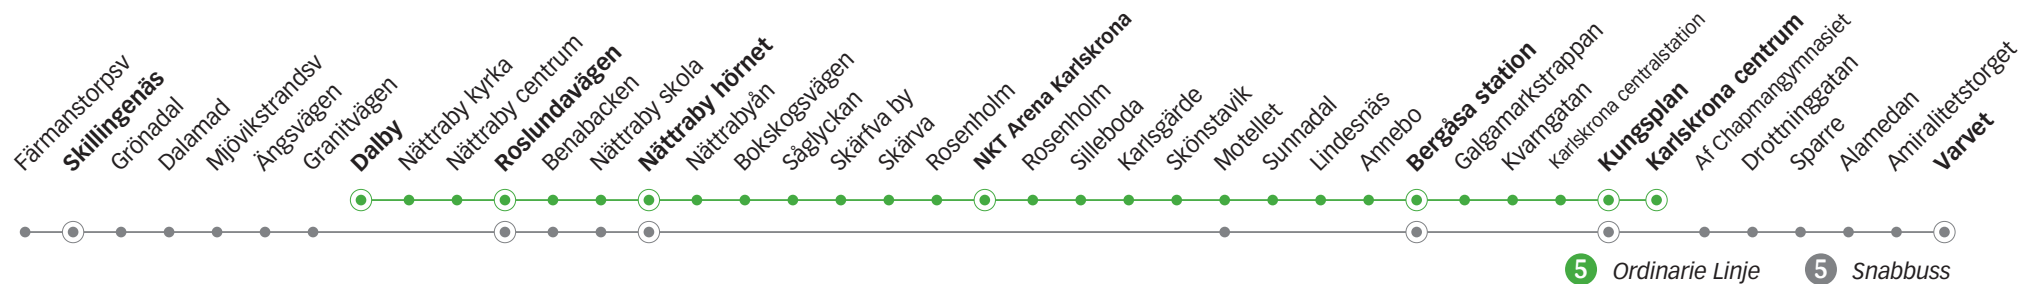 Färmanstorpsv
Skillingenäs
Grönadal
Dalamad
Mjövikstrandsv
Ängsvägen
Granitvägen
Dalby
Nättraby kyrka
Nättraby centrum
Roslundavägen
Benabacken
Nättraby skola
Nättraby hörnet
Nättrabyån
Bokskogsvägen
Såglyckan
Skärfva by
Skärva
Rosenholm
NKT Arena Karlskrona
Rosenholm
Silleboda
Karlsgärde
Skönstavik
Motellet
Sunnadal
Lindesnäs
Annebo
Bergåsa station
Galgamarkstrappan
Kvarngatan
Karlskrona centralstation
Kungsplan
Karlskrona centrum
Af Chapmangymnasiet
Drottninggatan
Sparre
Alamedan
Amiralitetstorget
Varvet
5 Ordinarie Linje
5 Snabbuss